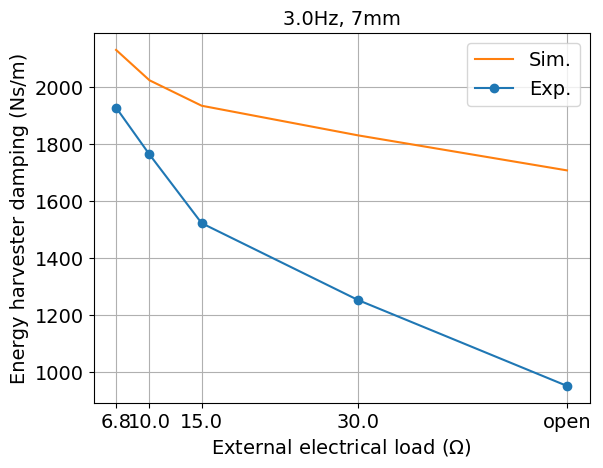 3.0Hz, 7mm
Sim.
Exp.
Energy harvester damping (Ns/m)
2000
1800
1600
1400
1200
1000
6.8 10.0 15.0 30.0 open
External electrical load (Ω)